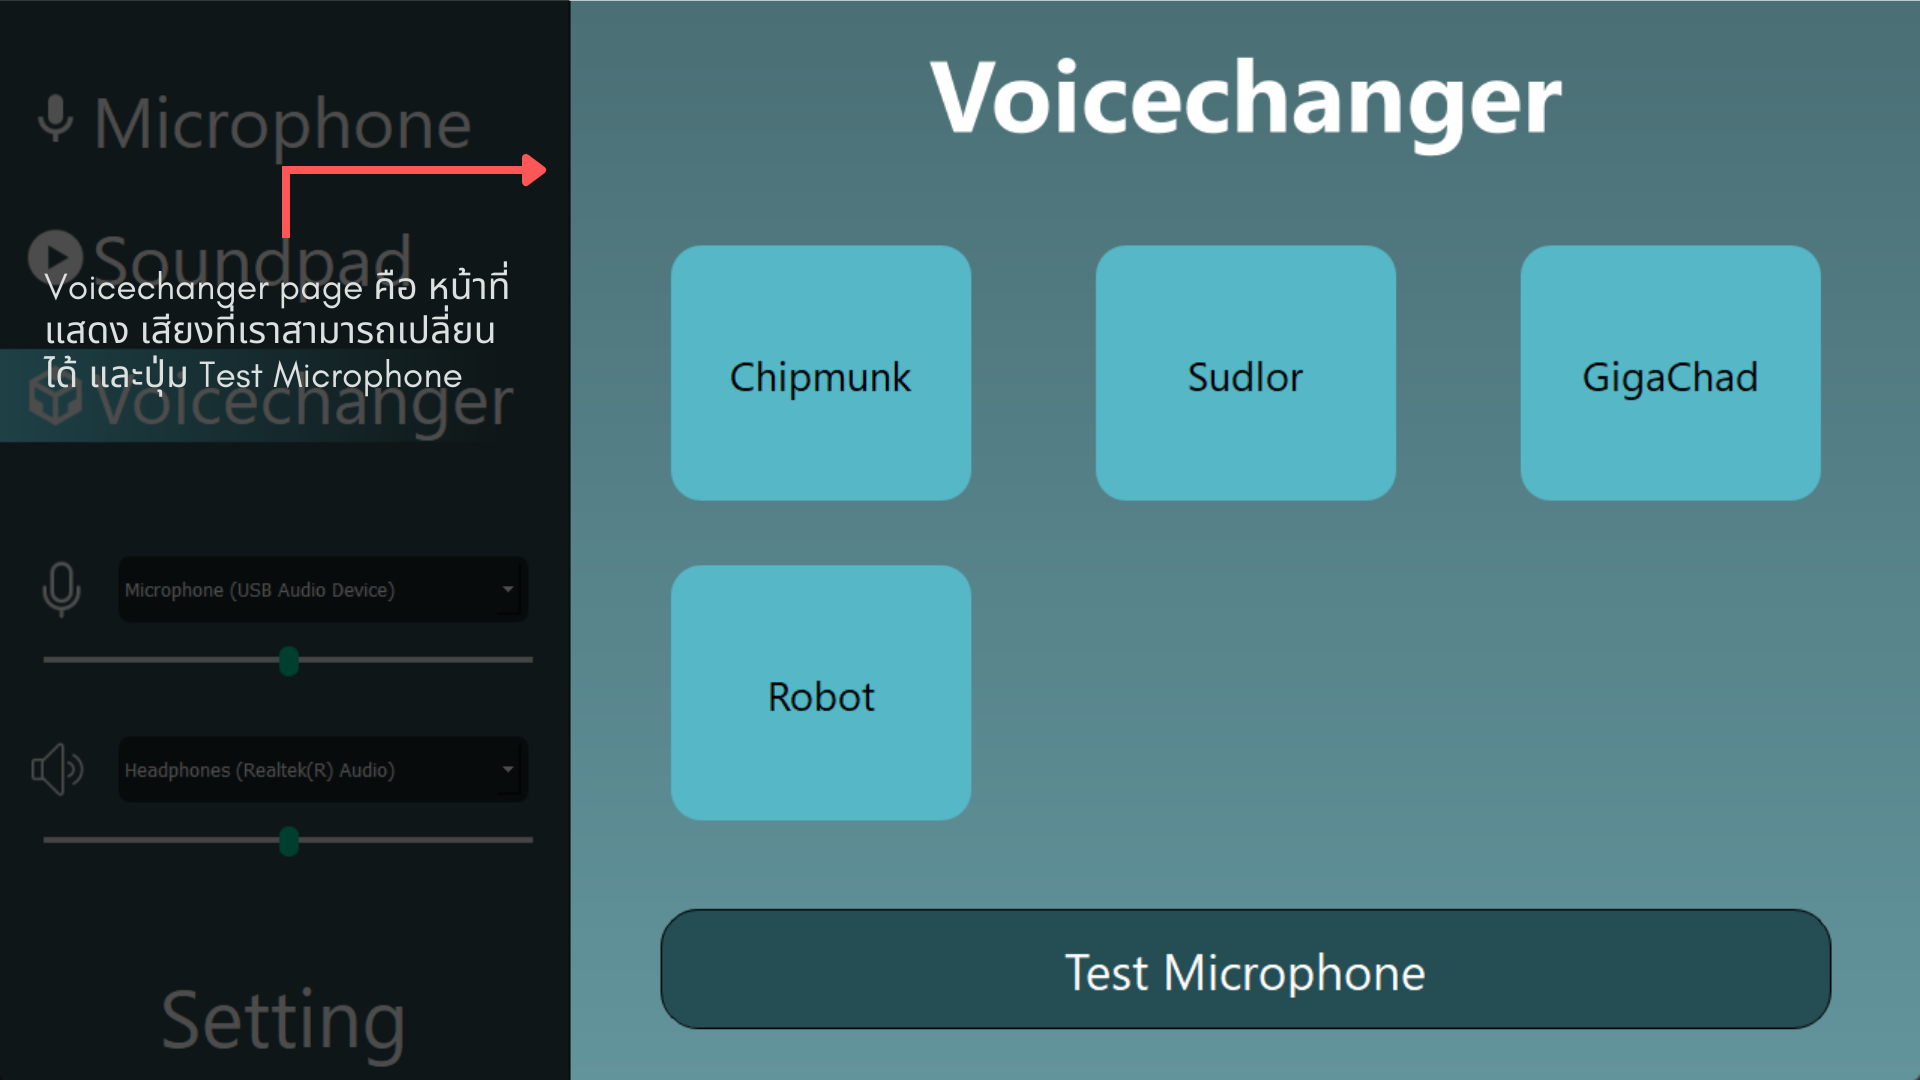 Microphone
Soundpad
Voicechanger page คือ หน้าที่
แสดง เสียงที่เราสามารถเปลี่ยน
ได้ และปุ่ม Test Microphone
Voicechanger
Microphone (USB Audio Device)
Headphones (Realtek(R) Audio)
Setting
Voicechanger
Chipmunk
Sudlor
GigaChad
Robot
Test Microphone